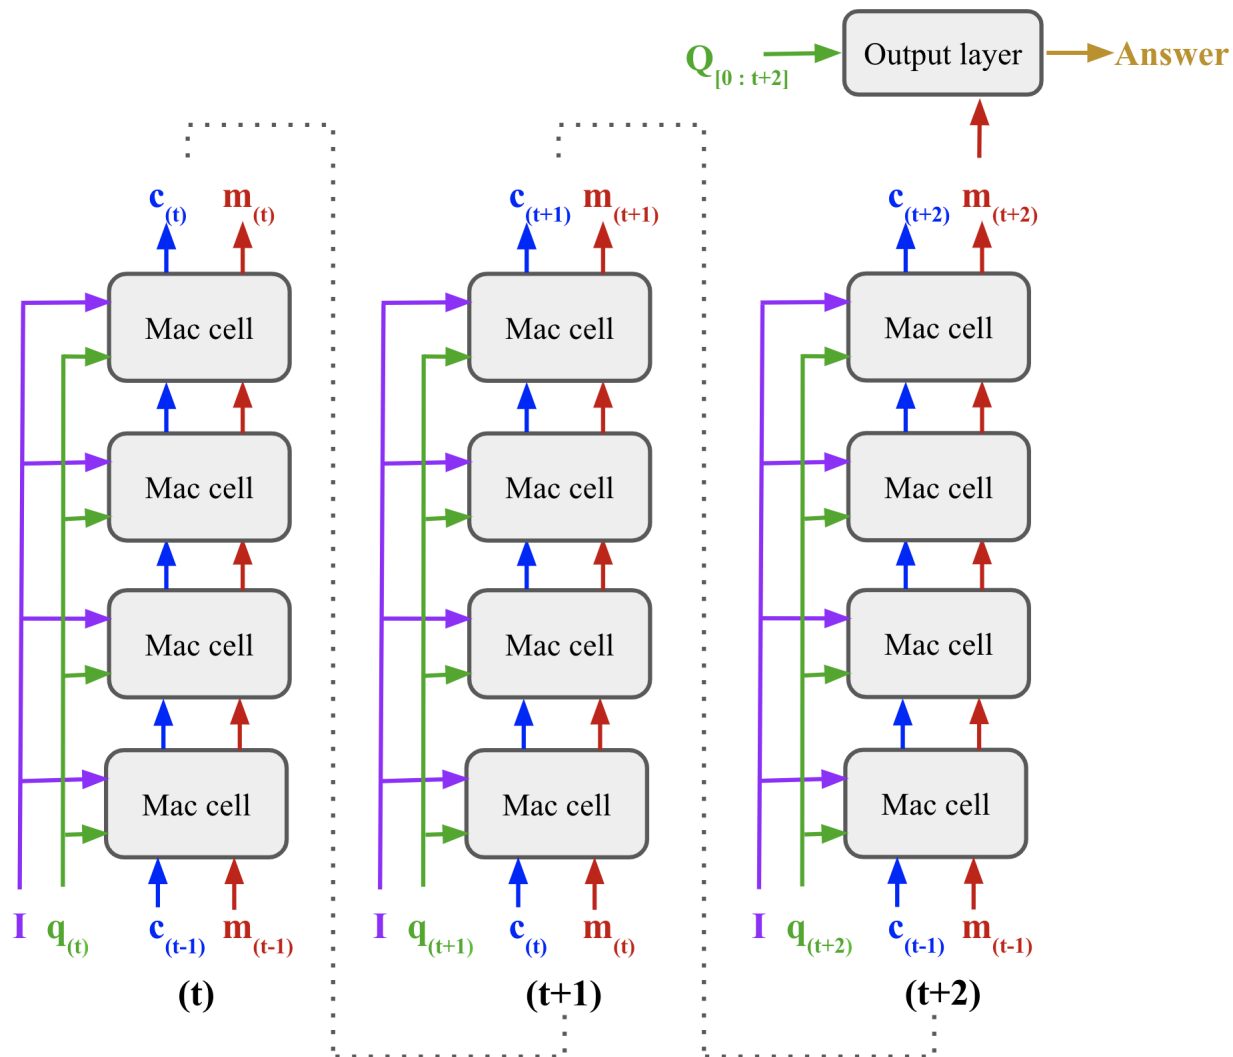 Q[0 : t+2]
Output layer
Answer
c(t) m(t)
c(t+1) m(t+1)
c(t+2) m(t+2)
Mac cell
Mac cell
Mac cell
Mac cell
Mac cell
Mac cell
Mac cell
Mac cell
Mac cell
Mac cell
Mac cell
Mac cell
I q(t) c(t-1) m(t-1)
I q(t+1) c(t) m(t)
I q(t+2) c(t-1) m(t-1)
(t)
(t+1)
(t+2)